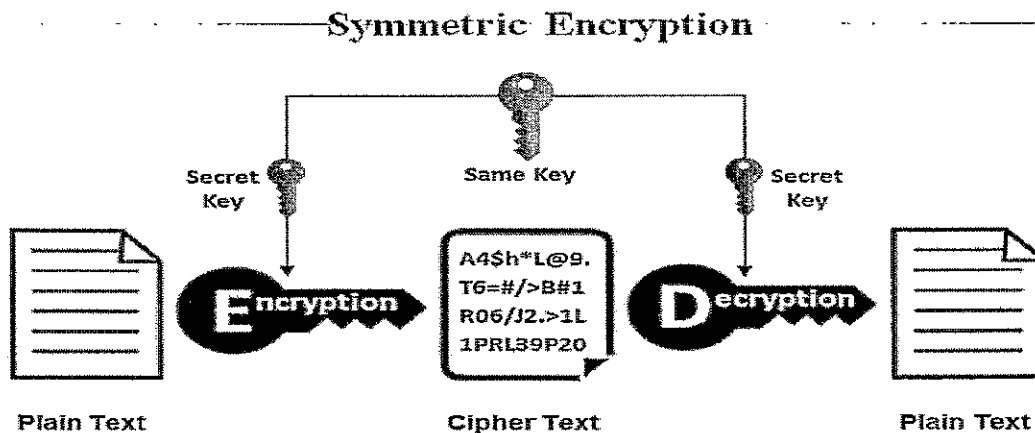 Symmetric Encryption
Secret
Key
Same Key
Secret
Key
A4$h*L@9.
T6=#/>B#1
R06/J2.>1L
1PRL39P20
Encryption
Decryption
Plain Text
Cipher Text
Plain Text